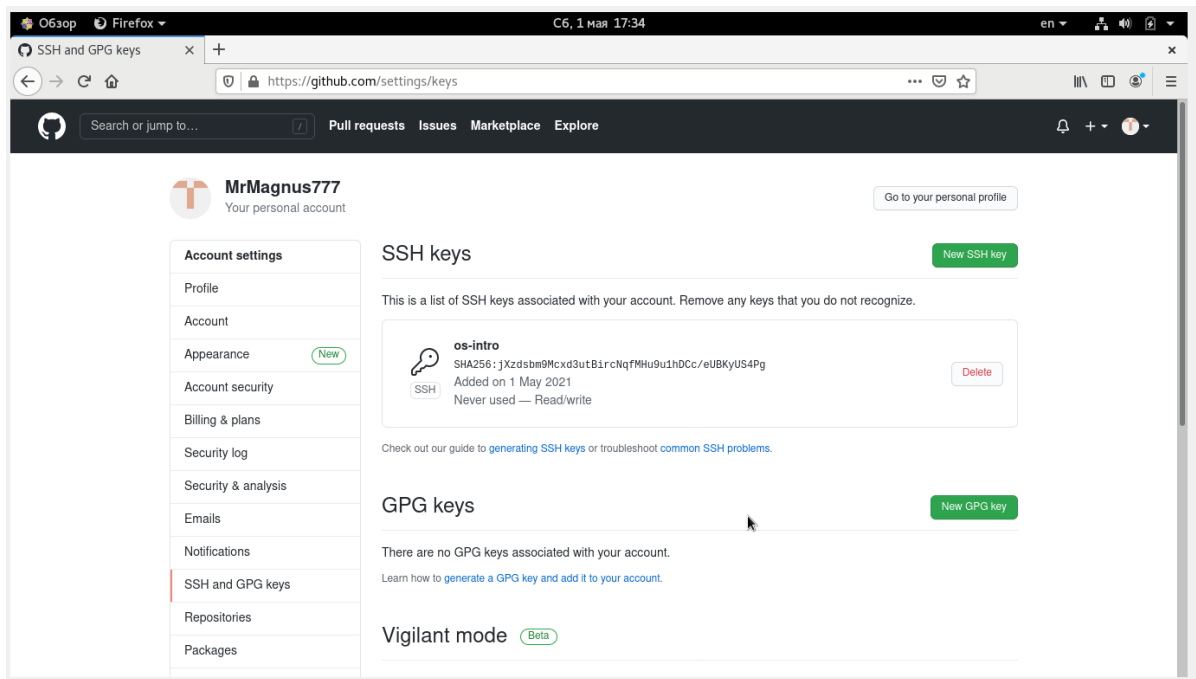 Обзор Firefox Сб, 1 мая 17:34 en
SSH and GPG keys
https://github.com/settings/keys
Search or jump to… / Pull requests Issues Marketplace Explore
MrMagnus777
Your personal account
Go to your personal profile
Account settings
Profile
Account
Appearance New
Account security
Billing & plans
Security log
Security & analysis
Emails
Notifications
SSH and GPG keys
Repositories
Packages
SSH keys
New SSH key
This is a list of SSH keys associated with your account. Remove any keys that you do not recognize.
os-intro
SHA256:jXzdsbm9Mcxd3utBircNqfMHu9u1hDCc/eUBKyUS4Pg
Added on 1 May 2021
Never used — Read/write
SSH
Delete
Check out our guide to generating SSH keys or troubleshoot common SSH problems.
GPG keys
New GPG key
There are no GPG keys associated with your account.
Learn how to generate a GPG key and add it to your account.
Vigilant mode Beta